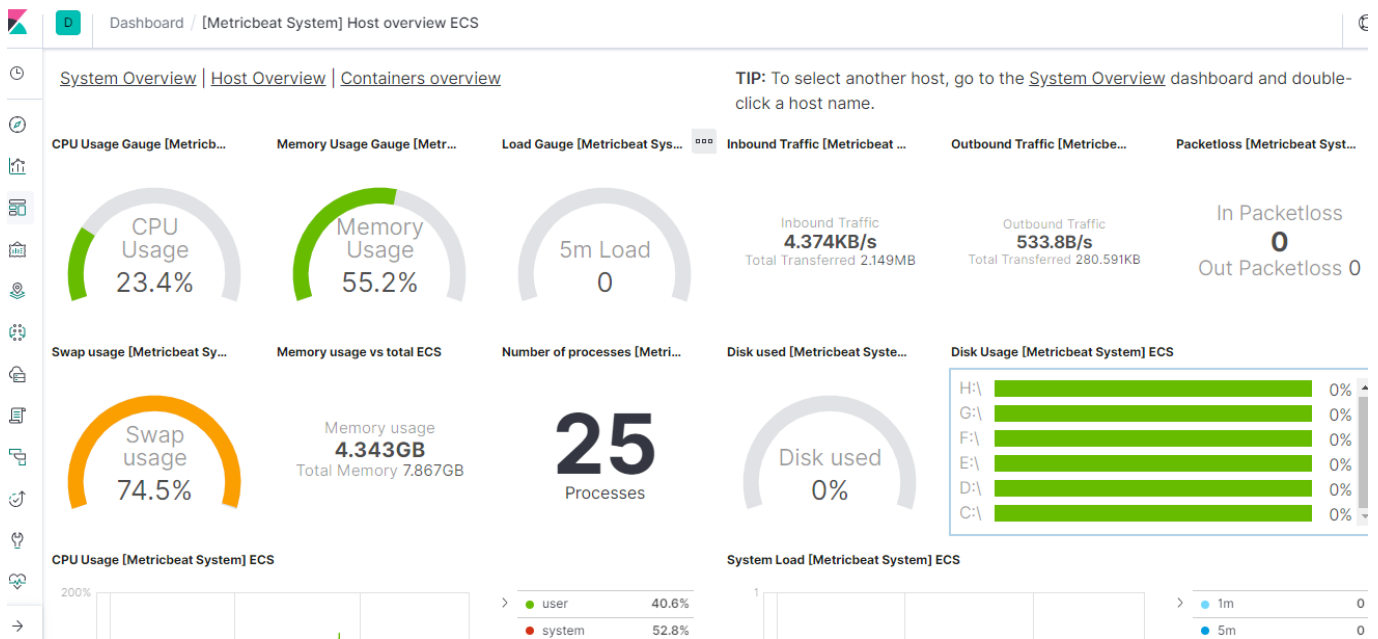 D Dashboard / [Metricbeat System] Host overview ECS
System Overview | Host Overview | Containers overview
TIP: To select another host, go to the System Overview dashboard and double-
click a host name.
CPU Usage Gauge [Metricb...
CPU
Usage
23.4%
Memory Usage Gauge [Metr...
Memory
Usage
55.2%
Load Gauge [Metricbeat Sys...
5m Load
0
Inbound Traffic [Metricbeat ...
Inbound Traffic
4.374KB/s
Total Transferred 2.149MB
Outbound Traffic [Metricbe...
Outbound Traffic
533.8B/s
Total Transferred 280.591KB
Packetloss [Metricbeat Syst...
In Packetloss
0
Out Packetloss 0
Swap usage [Metricbeat Sy...
Swap
usage
74.5%
Memory usage vs total ECS
Memory usage
4.343GB
Total Memory 7.867GB
Number of processes [Metri...
25
Processes
Disk used [Metricbeat Syste...
Disk used
0%
Disk Usage [Metricbeat System] ECS
H:\ 0%
G:\ 0%
F:\ 0%
E:\ 0%
D:\ 0%
C:\ 0%
CPU Usage [Metricbeat System] ECS
200%
user 40.6%
system 52.8%
System Load [Metricbeat System] ECS
1
1m 0
5m 0